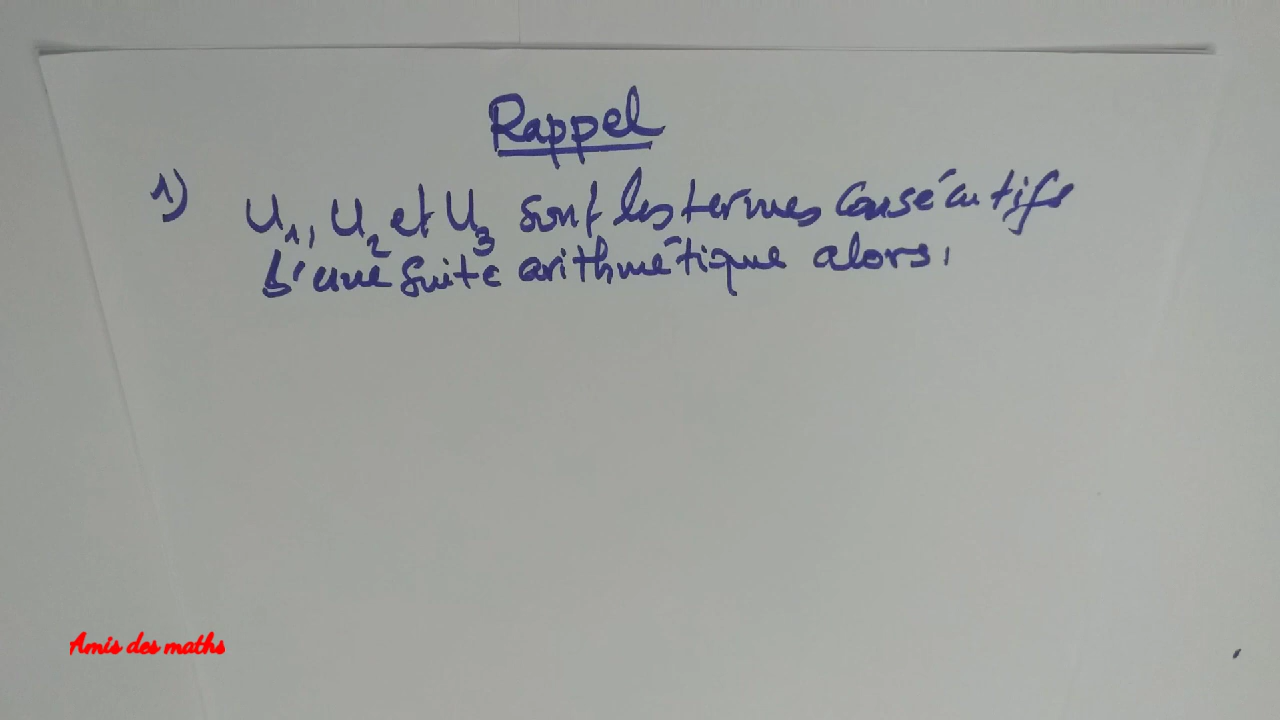 Rappel
1) U1, U2 et U3 sont les termes consécutifs
d'une suite arithmétique alors,
Amis des maths